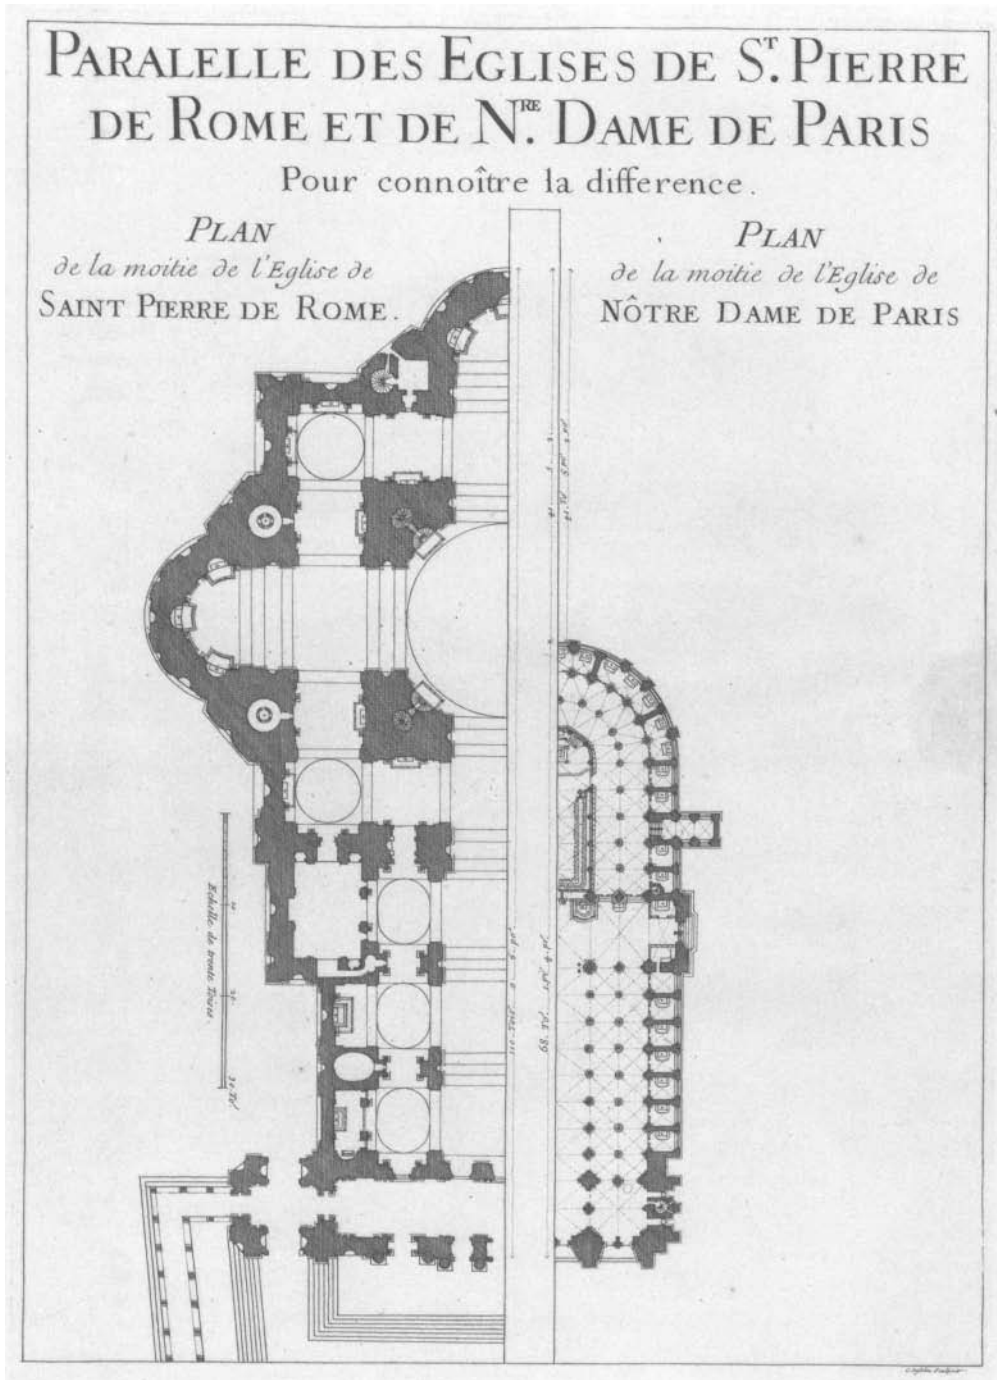 PARALELLE DES EGLISES DE S.T PIERRE
DE ROME ET DE N.RE DAME DE PARIS
Pour connoître la difference.
PLAN
de la moitie de l'Eglise de
SAINT PIERRE DE ROME.
PLAN
de la moitie de l'Eglise de
NÔTRE DAME DE PARIS
Echelle de trente Toises.